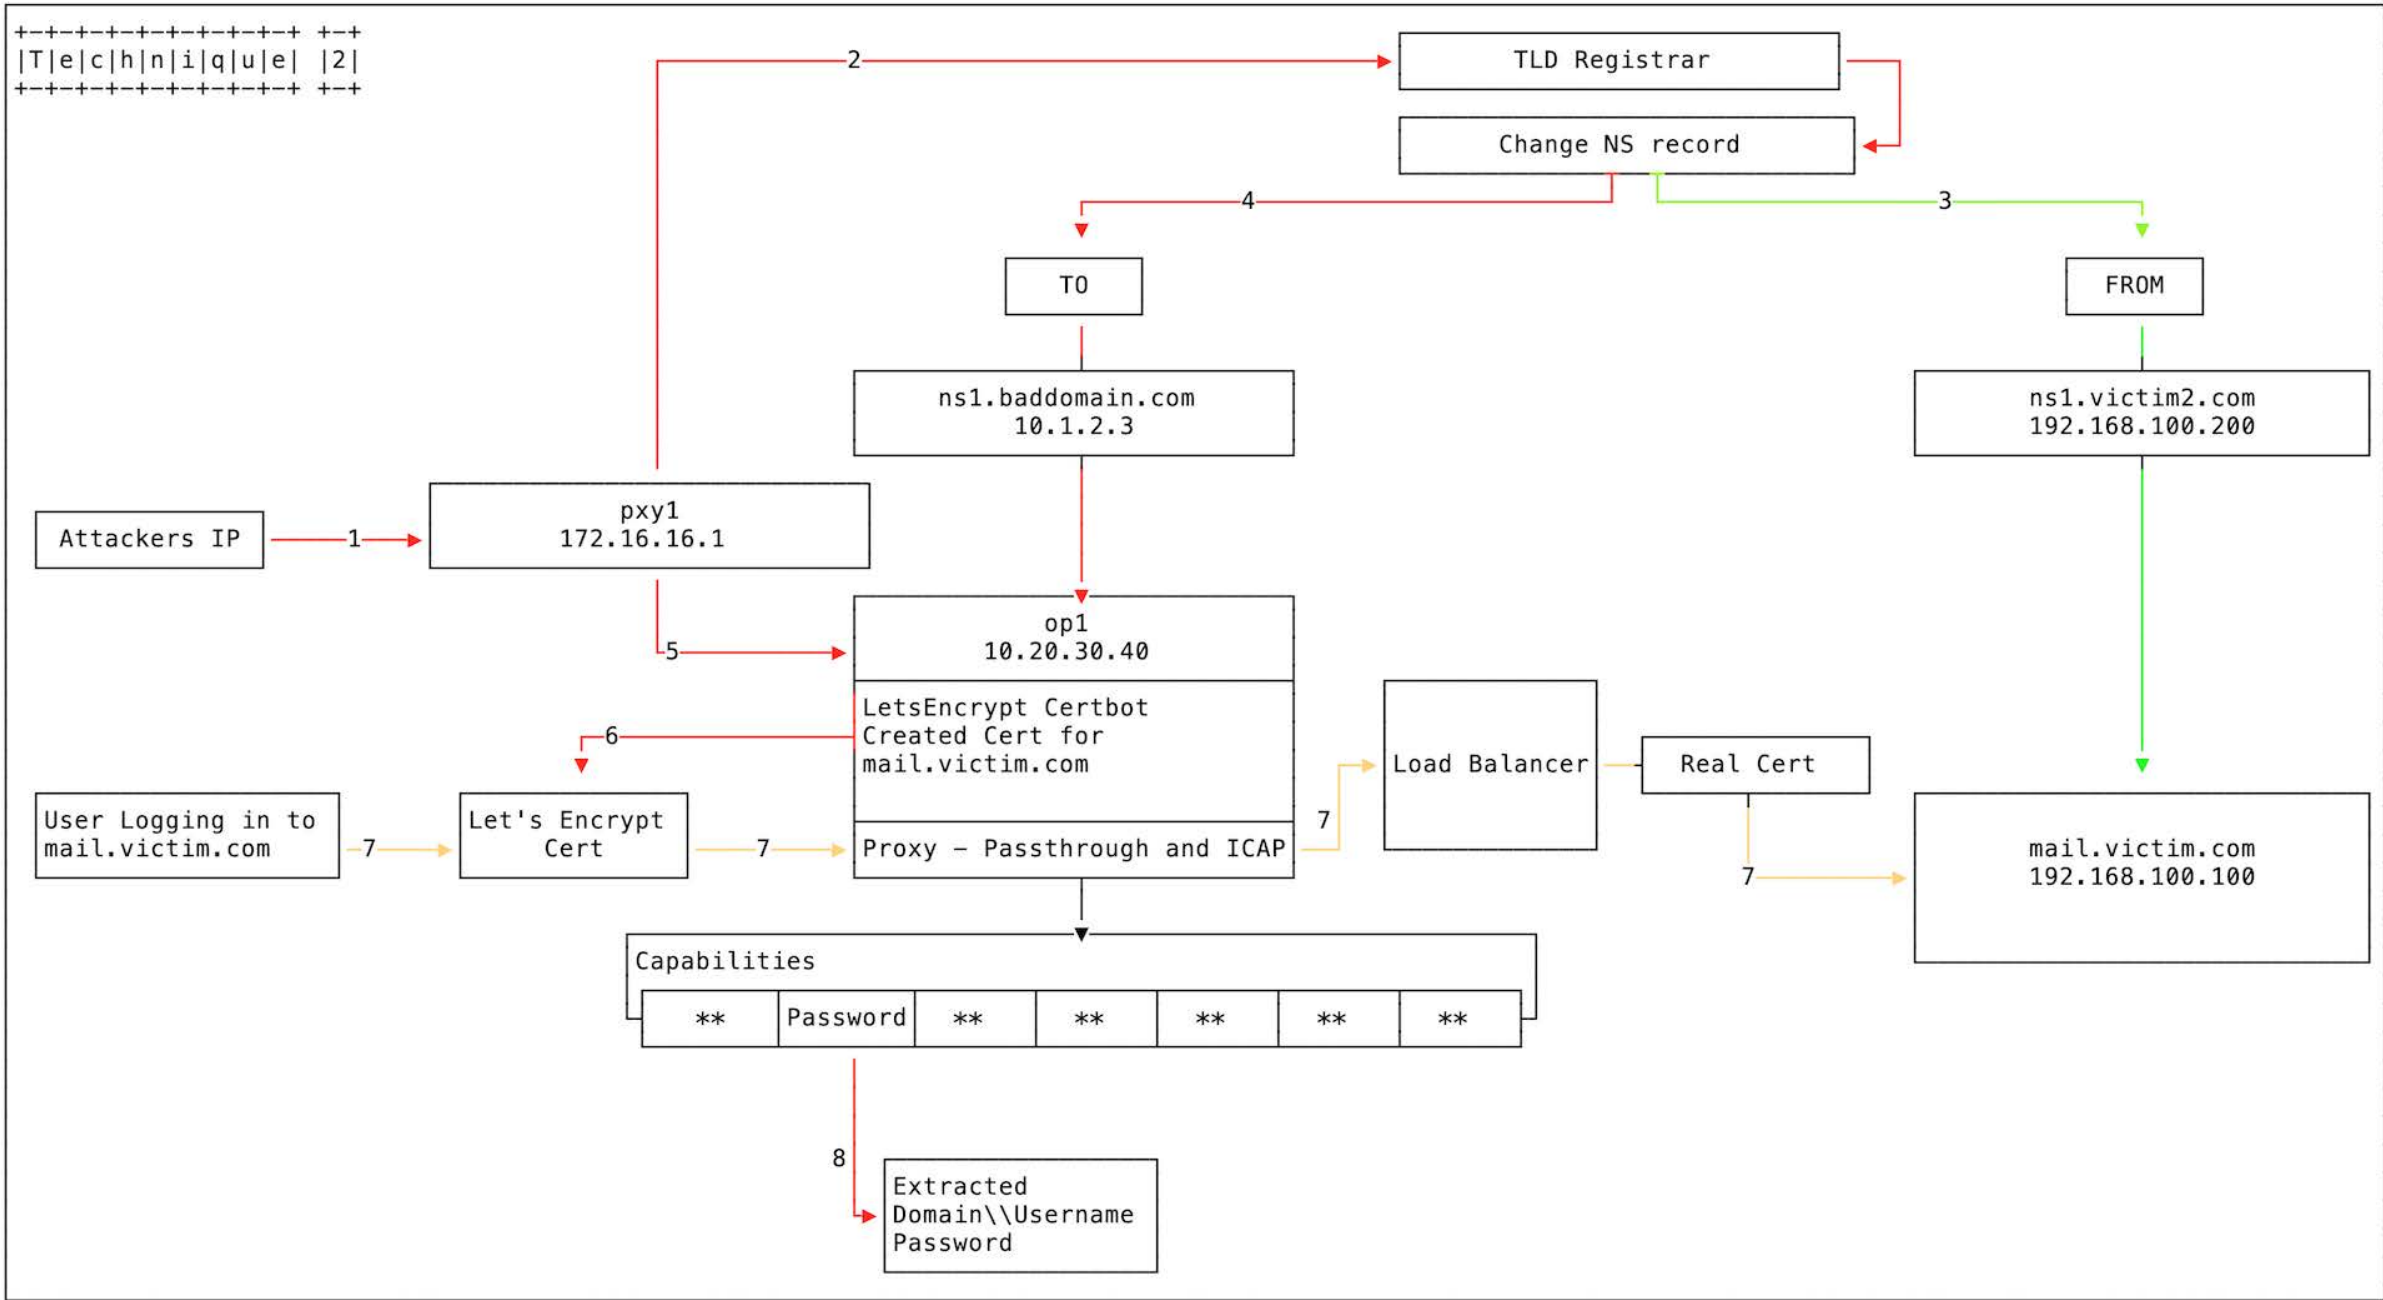 +-+-+-+-+-+-+-+-+-+ +-+
|T|e|c|h|n|i|q|u|e| |2|
+-+-+-+-+-+-+-+-+-+ +-+
2
TLD Registrar
Change NS record
4
3
TO
FROM
ns1.baddomain.com
10.1.2.3
ns1.victim2.com
192.168.100.200
Attackers IP
1
pxy1
172.16.16.1
5
op1
10.20.30.40
LetsEncrypt Certbot
Created Cert for
mail.victim.com
6
Load Balancer
Real Cert
User Logging in to
mail.victim.com
7
Let's Encrypt
Cert
7
Proxy – Passthrough and ICAP
7
7
mail.victim.com
192.168.100.100
Capabilities
** Password ** ** ** ** **
8
Extracted
Domain\\Username
Password